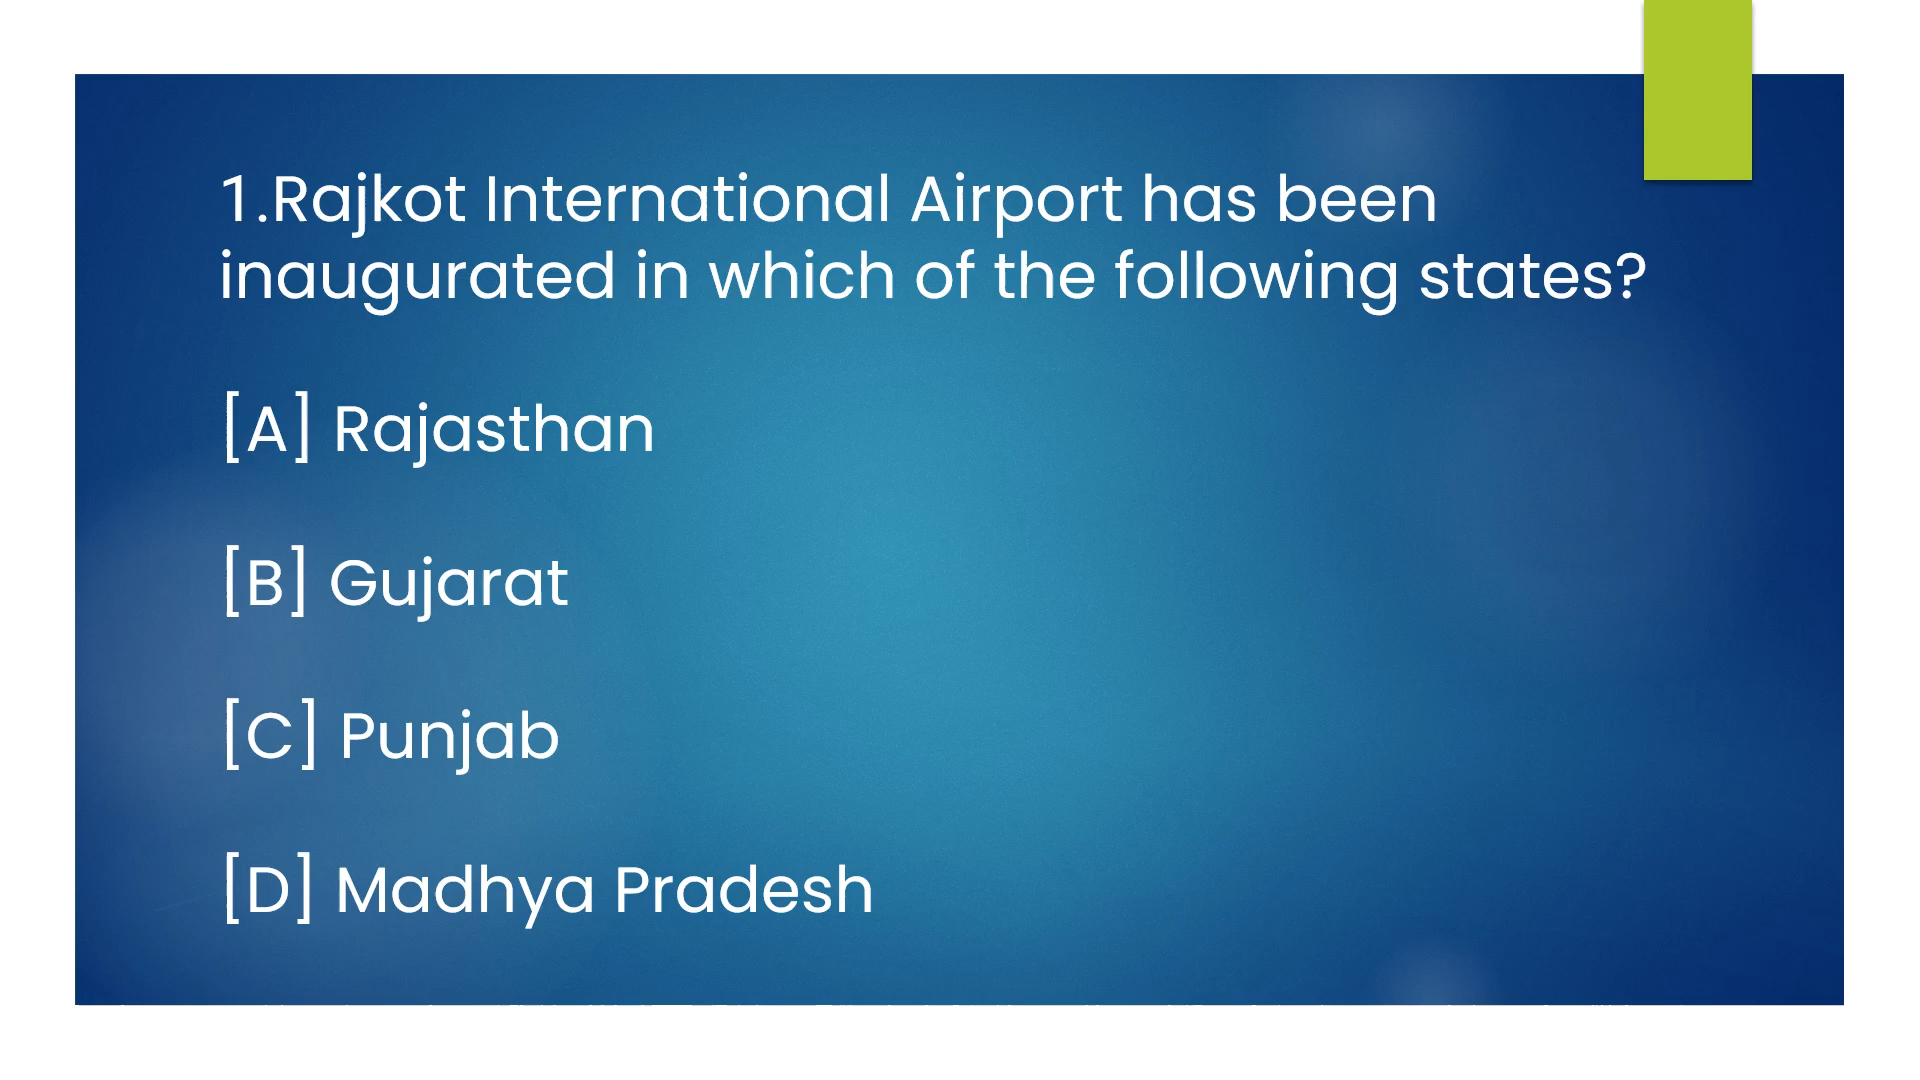 1.Rajkot International Airport has been
inaugurated in which of the following states?
[A] Rajasthan
[B] Gujarat
[C] Punjab
[D] Madhya Pradesh